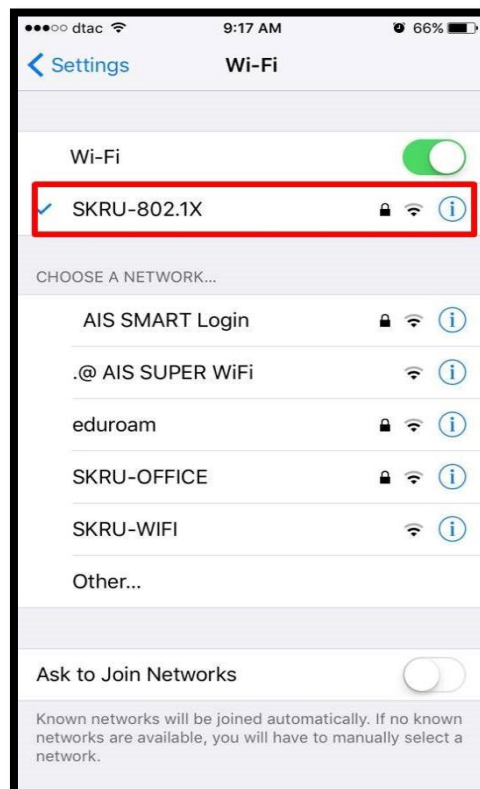 dtac 9:17 AM 66%
Settings Wi-Fi
Wi-Fi
SKRU-802.1X
CHOOSE A NETWORK...
AIS SMART Login
.@ AIS SUPER WiFi
eduroam
SKRU-OFFICE
SKRU-WIFI
Other...
Ask to Join Networks
Known networks will be joined automatically. If no known
networks are available, you will have to manually select a
network.